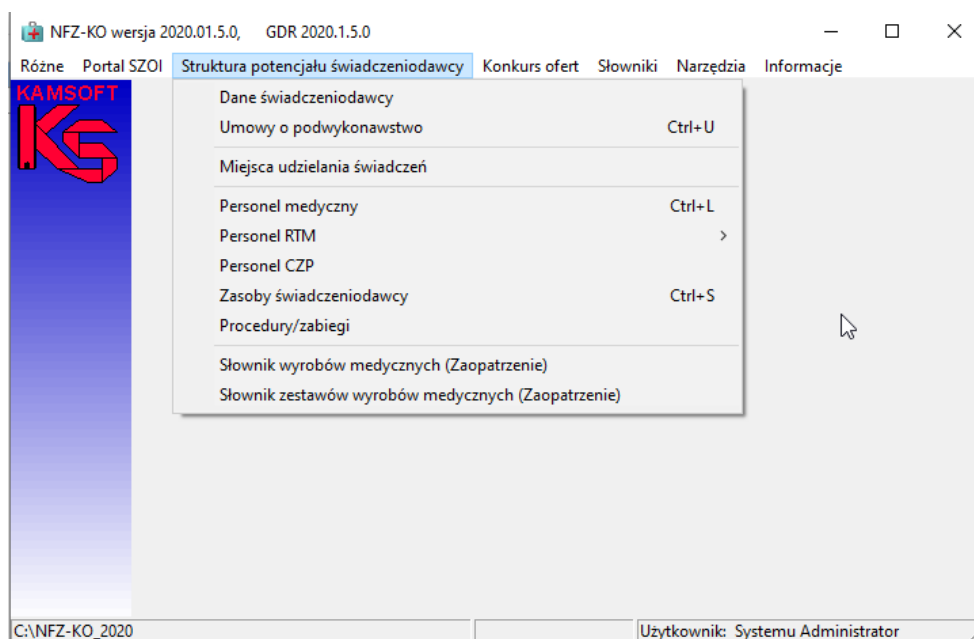 NFZ-KO wersja 2020.01.5.0, GDR 2020.1.5.0
Różne Portal SZOI Struktura potencjału świadczeniodawcy Konkurs ofert Słowniki Narzędzia Informacje
KAMSOFT
KS
Dane świadczeniodawcy
Umowy o podwykonawstwo Ctrl+U
Miejsca udzielania świadczeń
Personel medyczny Ctrl+L
Personel RTM >
Personel CZP
Zasoby świadczeniodawcy Ctrl+S
Procedury/zabiegi
Słownik wyrobów medycznych (Zaopatrzenie)
Słownik zestawów wyrobów medycznych (Zaopatrzenie)
C:\NFZ-KO_2020 Użytkownik: Systemu Administrator